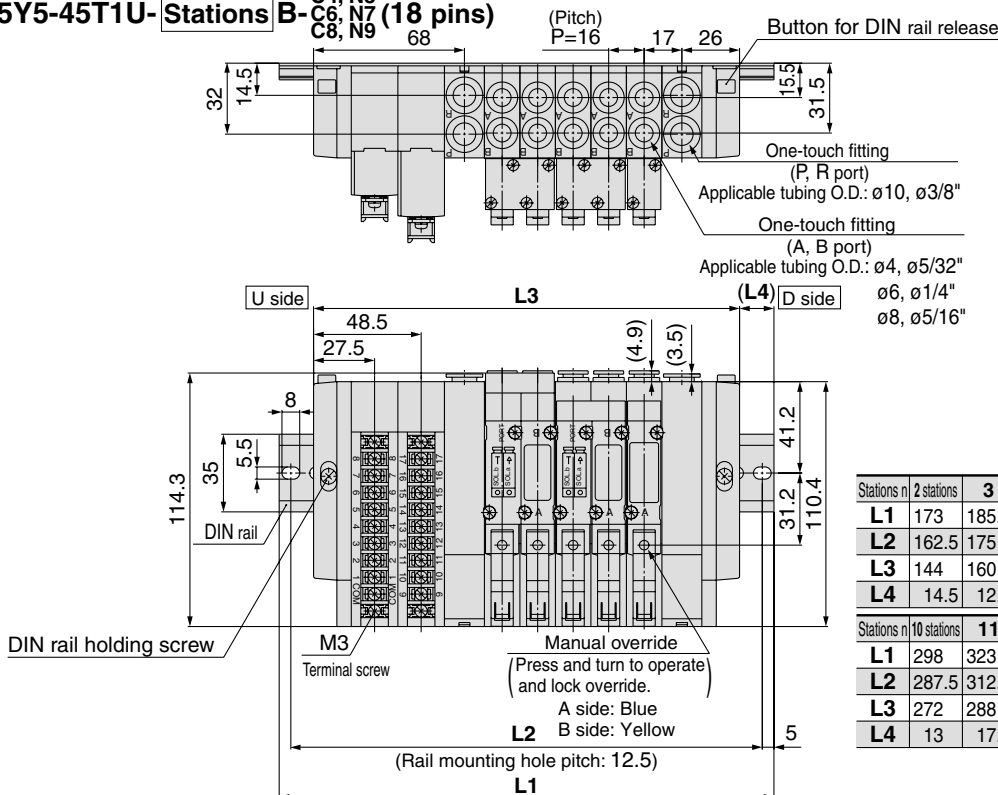 5Y5-45T1U- Stations B- C6, N7 (18 pins)
C8, N9
68
(Pitch)
P=16
17
26
Button for DIN rail release
32
14.5
15.5
31.5
One-touch fitting
(P, R port)
Applicable tubing O.D.: ø10, ø3/8"
One-touch fitting
(A, B port)
Applicable tubing O.D.: ø4, ø5/32"
ø6, ø1/4"
ø8, ø5/16"
U side
L3
(L4)
D side
48.5
27.5
(4.9)
(3.5)
8
5.5
35
114.3
41.2
31.2
110.4
DIN rail
DIN rail holding screw
M3
Terminal screw
Manual override
(Press and turn to operate
and lock override.)
A side: Blue
B side: Yellow
L2
5
(Rail mounting hole pitch: 12.5)
L1
Stations n 2 stations 3
L1 173 185.
L2 162.5 175
L3 144 160
L4 14.5 12.
Stations n 10 stations 11
L1 298 323
L2 287.5 312.
L3 272 288
L4 13 17.